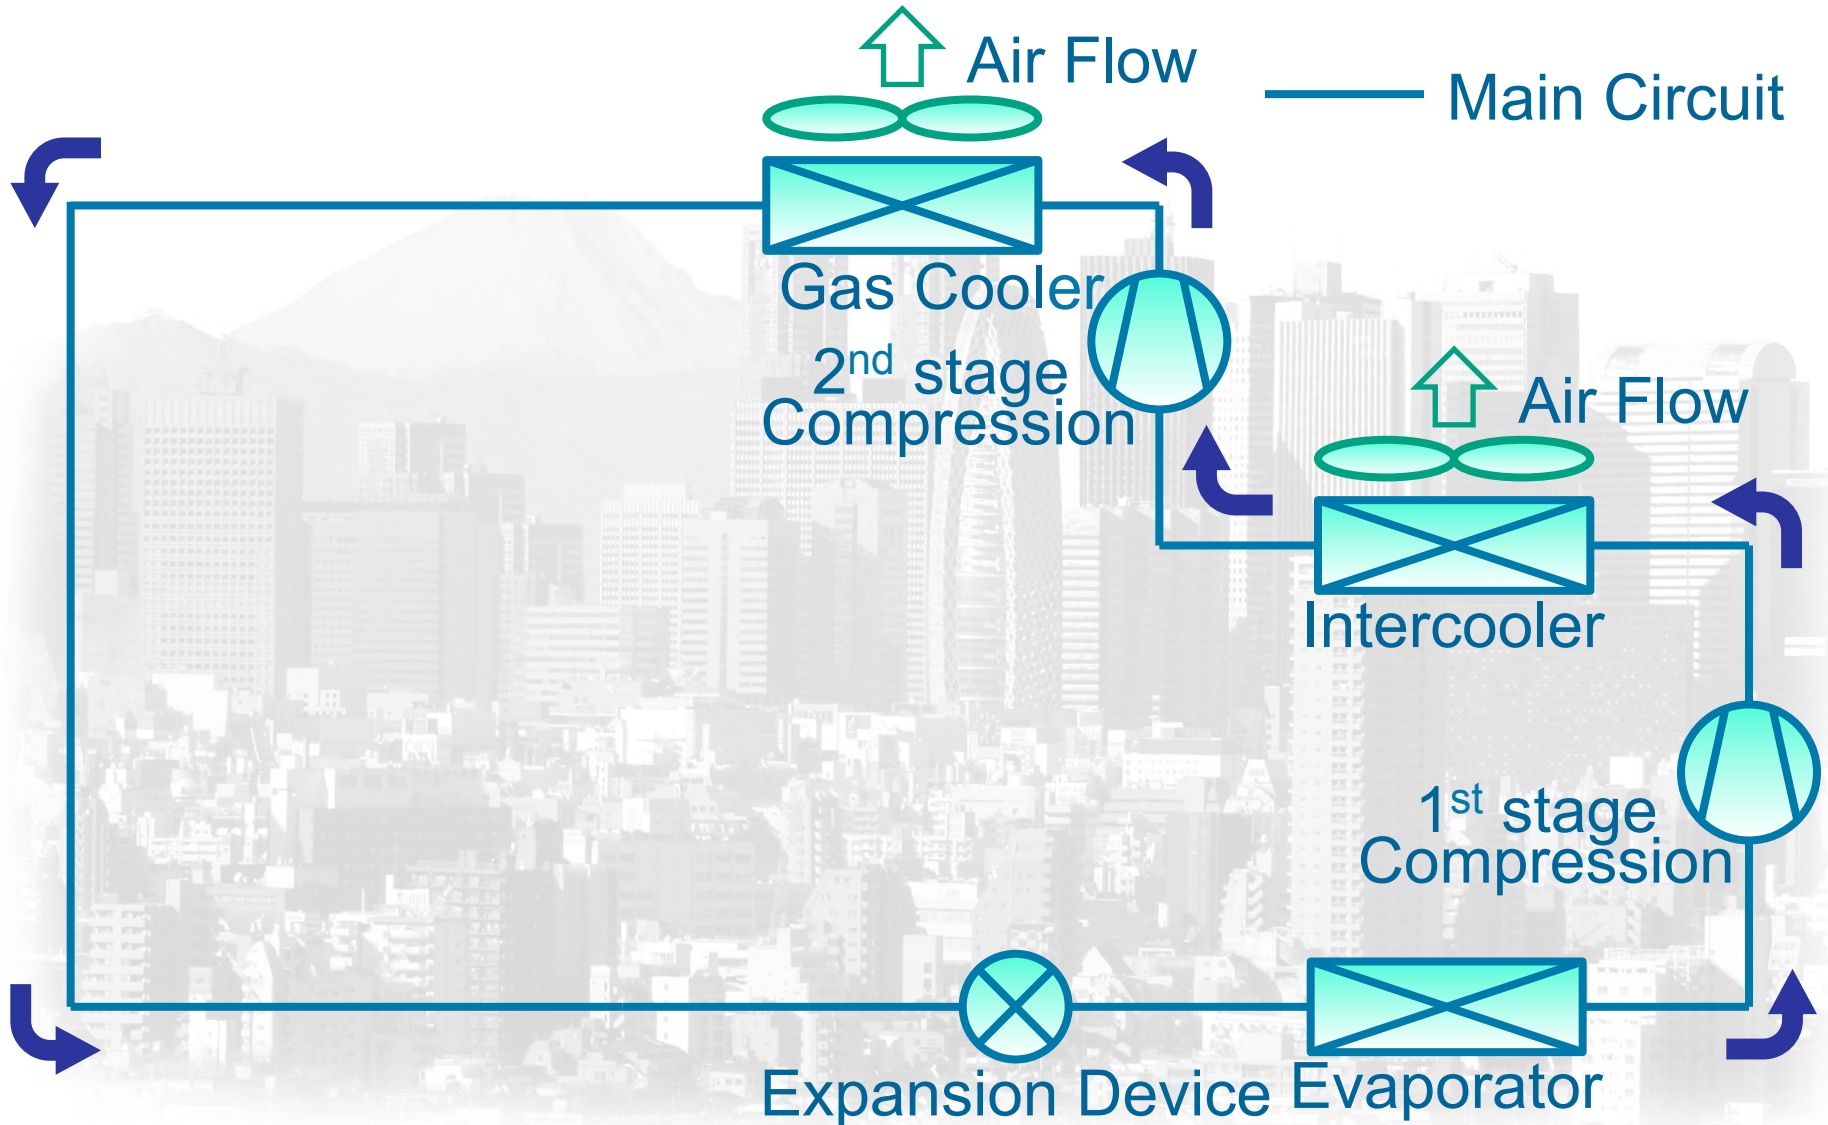 Air Flow
Main Circuit
Gas Cooler
2nd stage
Compression
Air Flow
Intercooler
1st stage
Compression
Expansion Device
Evaporator